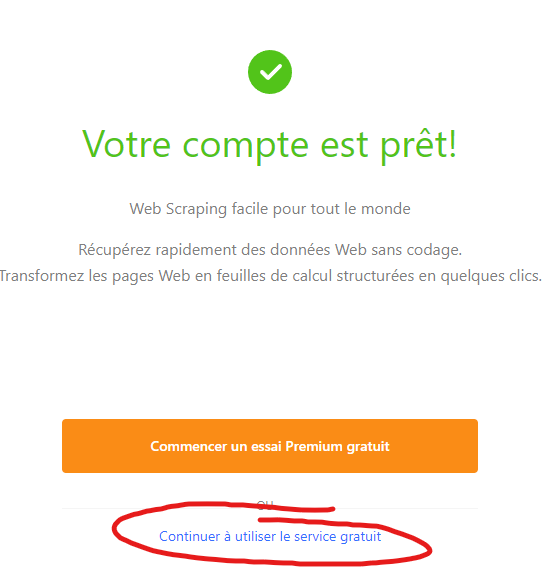 Votre compte est prêt!
Web Scraping facile pour tout le monde
Récupérez rapidement des données Web sans codage.
Transformez les pages Web en feuilles de calcul structurées en quelques clics.
Commencer un essai Premium gratuit
OU
Continuer à utiliser le service gratuit